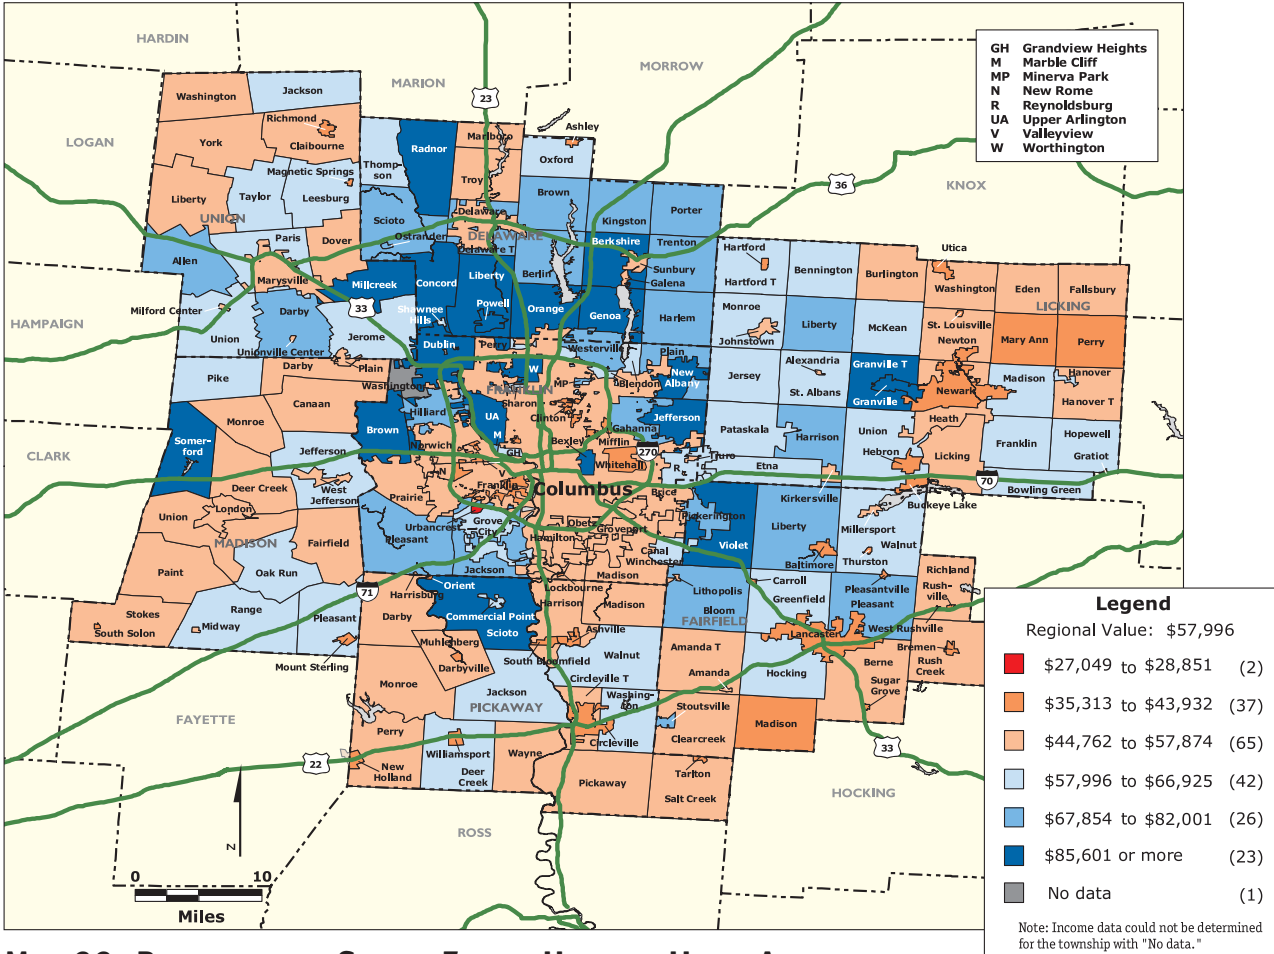 HARDIN
MARION
MORROW
LOGAN
KNOX
UNION
DELAWARE
LICKING
HAMPAIGN
FRANKLIN
CLARK
MADISON
FAIRFIELD
PICKAWAY
FAYETTE
ROSS
HOCKING
GH Grandview Heights
M Marble Cliff
MP Minerva Park
N New Rome
R Reynoldsburg
UA Upper Arlington
V Valleyview
W Worthington
23
36
33
270
70
71
22
33
Washington
Jackson
Richmond
York
Claibourne
Magnetic Springs
Liberty
Taylor
Leesburg
Paris
Dover
Allen
Marysville
Millcreek
Milford Center
Darby
Union
Unionville Center
Jerome
Thomp-
son
Radnor
Marlboro
Troy
Ashley
Oxford
Brown
Scioto
Ostrander
Delaware
Delaware T
Kingston
Porter
Berkshire
Trenton
Sunbury
Galena
Berlin
Concord
Liberty
Powell
Shawnee
Hills
Orange
Genoa
Harlem
Hartford
Hartford T
Bennington
Burlington
Utica
Washington
Eden
Fallsbury
Monroe
Johnstown
Liberty
McKean
St. Louisville
Newton
Mary Ann
Perry
Jersey
Alexandria
St. Albans
Granville T
Granville
Newark
Madison
Hanover
Hanover T
Pataskala
Harrison
Union
Hebron
Heath
Licking
Franklin
Hopewell
Gratiot
Bowling Green
Etna
Kirkersville
Buckeye Lake
Dublin
Perry
Westerville
Plain
New
Albany
Blendon
Washington
W
MP
Sharon
Clinton
Hilliard
UA
M
Brown
Norwich
GH
Bexley
Mifflin
Gahanna
Jefferson
Whitehall
R
N
V
Franklin
Columbus
Brice
Prairie
Urbancrest
Pleasant
Grove
City
Jackson
Obetz
Groveport
Hamilton
Canal
Winchester
Madison
Lockbourne
Pike
Darby
Plain
Canaan
Monroe
Somer-
ford
Jefferson
West
Jefferson
Deer Creek
London
Union
Fairfield
Paint
Oak Run
Stokes
South Solon
Range
Midway
Pleasant
Mount Sterling
Pickerington
Violet
Liberty
Baltimore
Millersport
Walnut
Thurston
Lithopolis
Bloom
Carroll
Greenfield
Pleasantville
Pleasant
Richland
Rush-
ville
West Rushville
Lancaster
Bremen
Rush
Creek
Berne
Sugar
Grove
Amanda T
Amanda
Hocking
Stoutsville
Clearcreek
Madison
Orient
Harrisburg
Darby
Commercial Point
Scioto
Harrison
Madison
Ashville
Muhlenberg
Darbyville
South Bloomfield
Walnut
Circleville T
Washing-
ton
Jackson
Monroe
Perry
Williamsport
Deer
Creek
Wayne
New
Holland
Circleville
Pickaway
Tarlton
Salt Creek
N
0 10
Miles
Legend
Regional Value: $57,996
$27,049 to $28,851 (2)
$35,313 to $43,932 (37)
$44,762 to $57,874 (65)
$57,996 to $66,925 (42)
$67,854 to $82,001 (26)
$85,601 or more (23)
No data (1)
Note: Income data could not be determined
for the township with "No data."